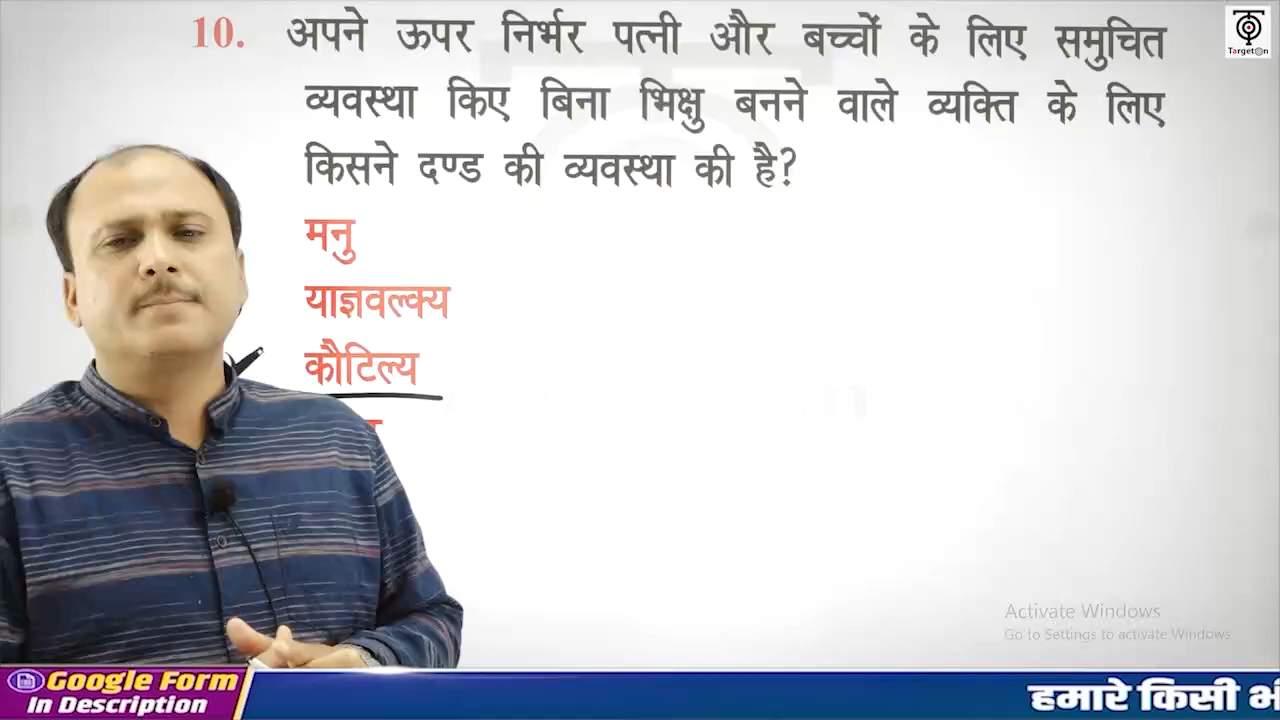 TargetOn
10. अपने ऊपर निर्भर पत्नी और बच्चों के लिए समुचित
व्यवस्था किए बिना भिक्षु बनने वाले व्यक्ति के लिए
किसने दण्ड की व्यवस्था की है?
मनु
याज्ञवल्क्य
कौटिल्य
Activate Windows
Go to Settings to activate Windows
Google Form
In Description
हमारे किसी